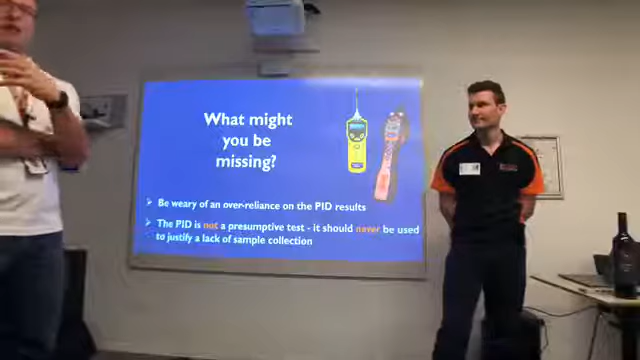 What might
you be
missing?
➢ Be weary of an over-reliance on the PID results
➢ The PID is not a presumptive test - it should never be used
to justify a lack of sample collection